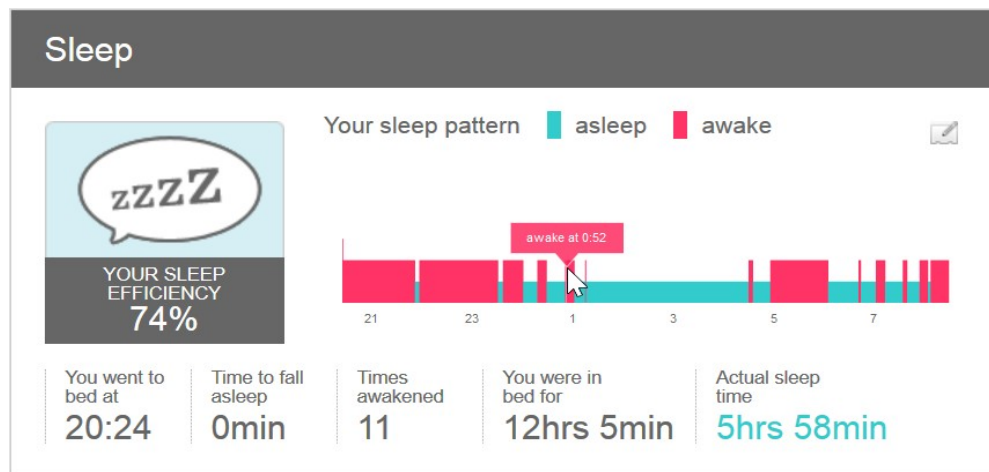 Sleep
Your sleep pattern asleep awake
zzzZ
YOUR SLEEP
EFFICIENCY
74%
awake at 0:52
21 23 1 3 5 7
You went to
bed at
20:24
Time to fall
asleep
0min
Times
awakened
11
You were in
bed for
12hrs 5min
Actual sleep
time
5hrs 58min